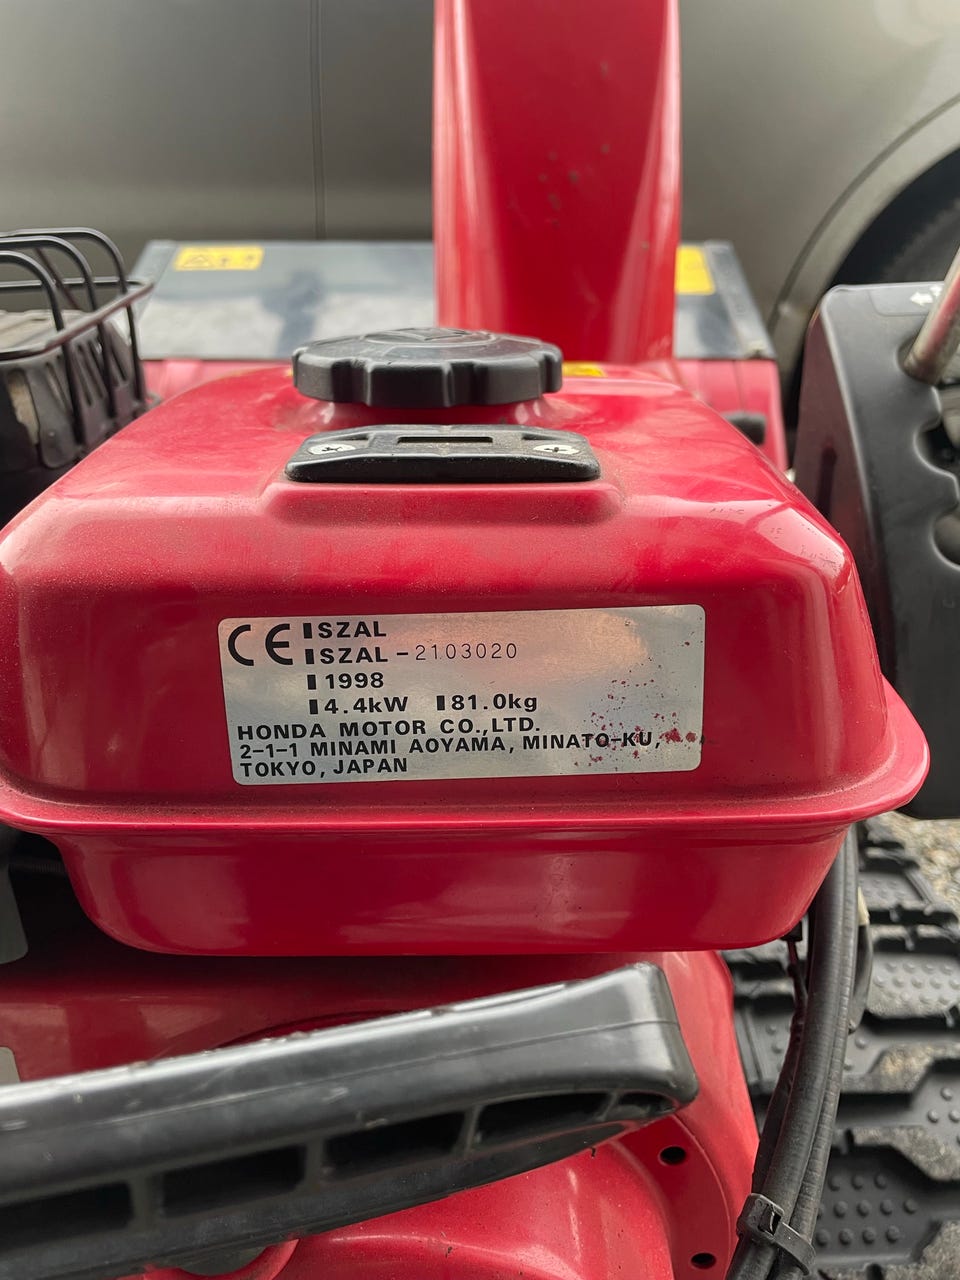 CE SZAL
SZAL-2103020
1998
4.4kW 81.0kg
HONDA MOTOR CO.,LTD.
2-1-1 MINAMI AOYAMA, MINATO-KU,
TOKYO, JAPAN